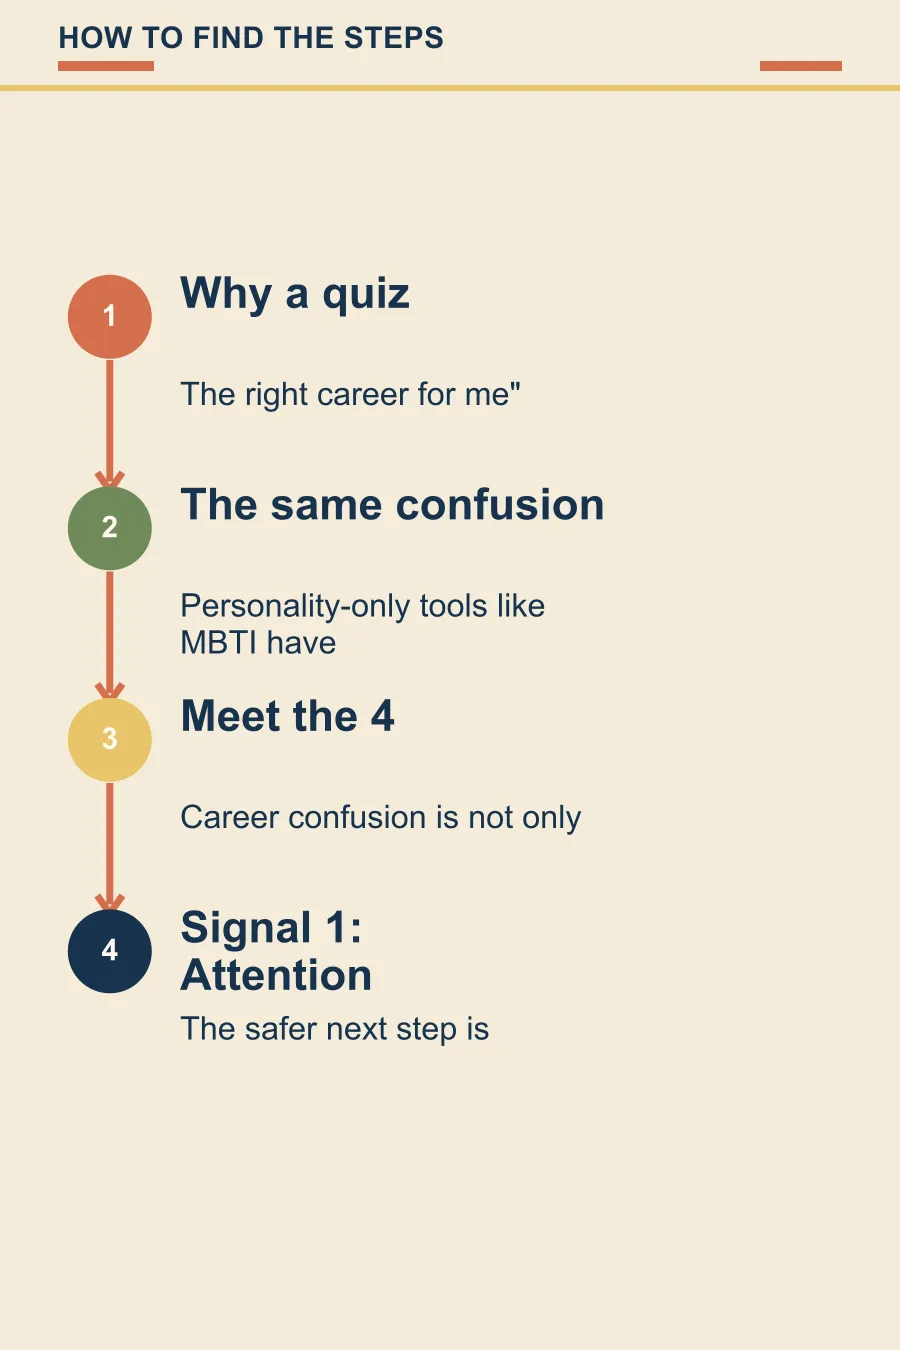 HOW TO FIND THE STEPS
1
Why a quiz
The right career for me"
2
The same confusion
Personality-only tools like
MBTI have
3
Meet the 4
Career confusion is not only
4
Signal 1:
Attention
The safer next step is